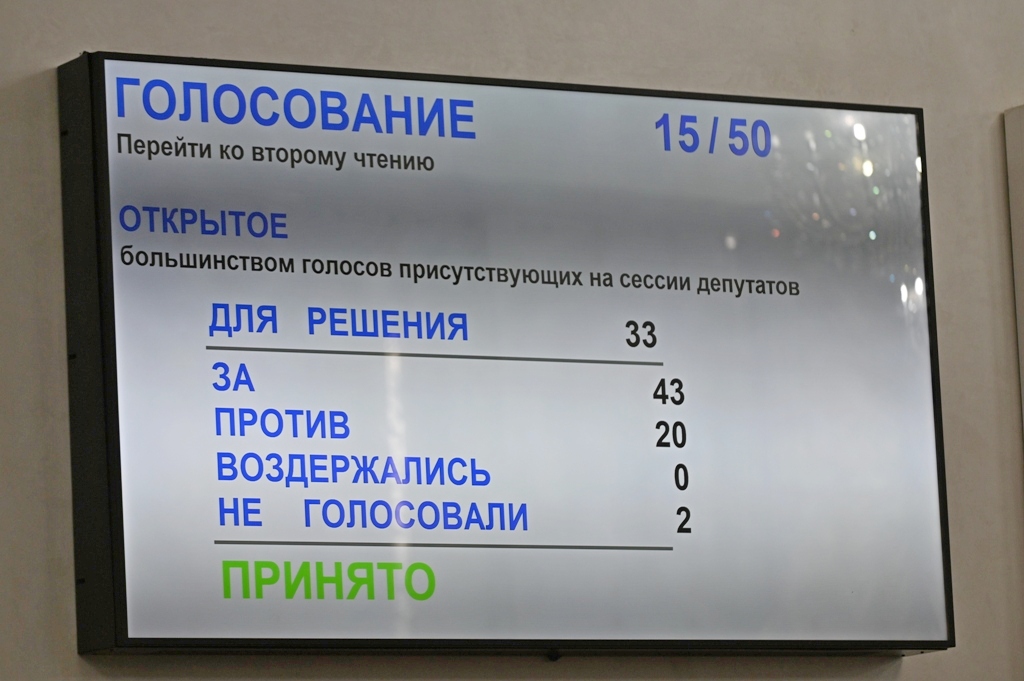 ГОЛОСОВАНИЕ 15 / 50
Перейти ко второму чтению
ОТКРЫТОЕ
большинством голосов присутствующих на сессии депутатов
ДЛЯ РЕШЕНИЯ 33
ЗА 43
ПРОТИВ 20
ВОЗДЕРЖАЛИСЬ 0
НЕ ГОЛОСОВАЛИ 2
ПРИНЯТО